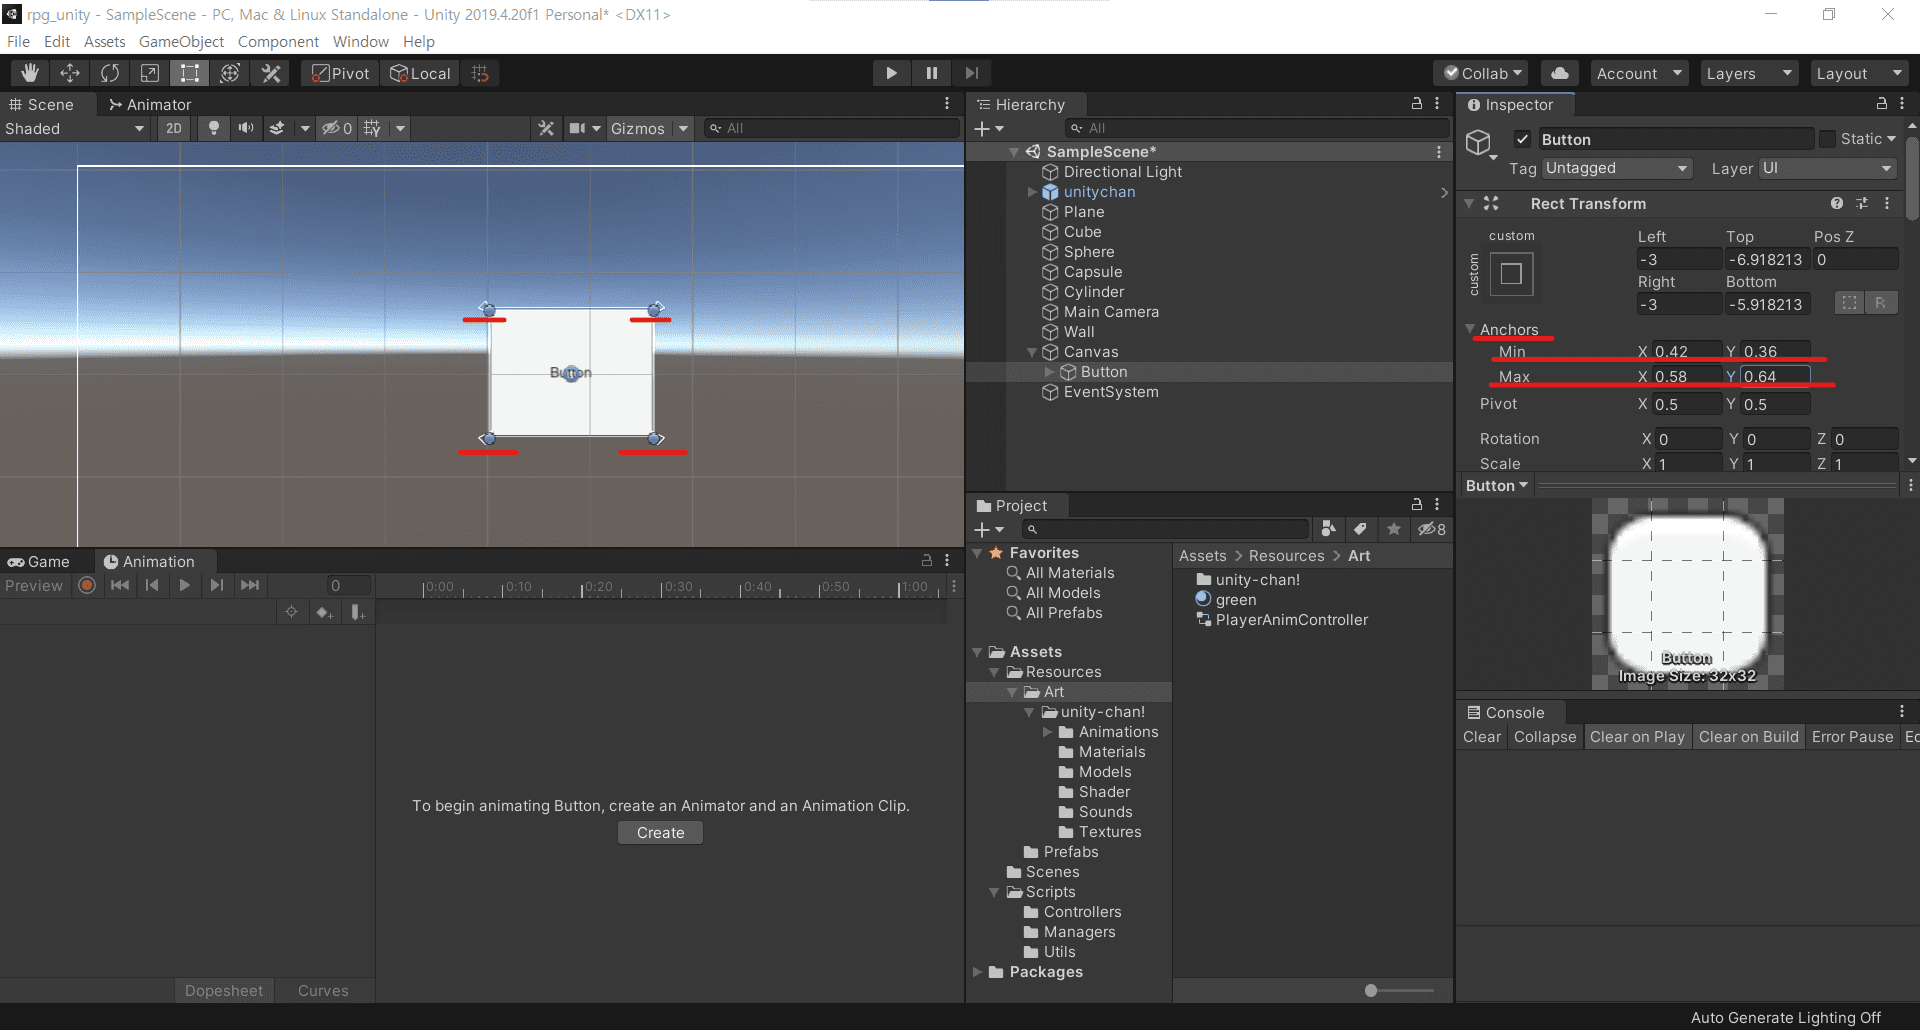 rpg_unity - SampleScene - PC, Mac & Linux Standalone - Unity 2019.4.20f1 Personal* <DX11>
File Edit Assets GameObject Component Window Help
Pivot Local Collab Account Layers Layout
Scene Animator
Shaded 2D 0 Gizmos All
Hierarchy
All
SampleScene*
Directional Light
unitychan
Plane
Cube
Sphere
Capsule
Cylinder
Main Camera
Wall
Canvas
Button
EventSystem
Button
Inspector
Button Static
Tag Untagged Layer UI
Rect Transform
custom
custom
Left Top Pos Z
-3 -6.918213 0
Right Bottom
-3 -5.918213 R
Anchors
Min X 0.42 Y 0.36
Max X 0.58 Y 0.64
Pivot X 0.5 Y 0.5
Rotation X 0 Y 0 Z 0
Scale X 1 Y 1 Z 1
Button
Button
Image Size: 32x32
Game Animation
Preview 0 0:00 0:10 0:20 0:30 0:40 0:50 1:00
To begin animating Button, create an Animator and an Animation Clip.
Create
Dopesheet Curves
Project
8
Favorites
All Materials
All Models
All Prefabs
Assets
Resources
Art
unity-chan!
Animations
Materials
Models
Shader
Sounds
Textures
Prefabs
Scenes
Scripts
Controllers
Managers
Utils
Packages
Assets > Resources > Art
unity-chan!
green
PlayerAnimController
Console
Clear Collapse Clear on Play Clear on Build Error Pause
Auto Generate Lighting Off